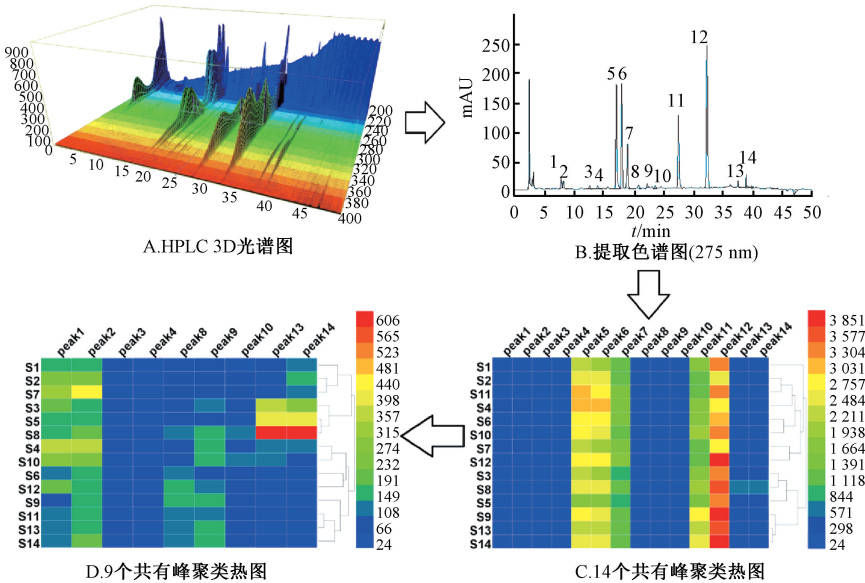 900
800
700
600
500
400
300
200
100
0
5
10
15
20
25
30
35
40
45
200
220
240
260
280
300
320
340
360
380
400
A.HPLC 3D光谱图
mAU
250
200
150
100
50
0
1
2
3
4
5
6
7
8
9
10
11
12
13
14
0 5 10 15 20 25 30 35 40 45 50
t/min
B.提取色谱图(275 nm)
peak1 peak2 peak3 peak4 peak8 peak9 peak10 peak13 peak14
S1
S2
S7
S3
S5
S8
S4
S10
S6
S12
S9
S11
S13
S14
606
565
523
481
440
398
357
315
274
232
191
149
108
66
24
D.9个共有峰聚类热图
peak1 peak2 peak3 peak4 peak5 peak6 peak7 peak8 peak9 peak10 peak11 peak12 peak13 peak14
S1
S2
S11
S4
S6
S10
S7
S12
S3
S8
S5
S9
S13
S14
3 851
3 577
3 304
3 031
2 757
2 484
2 211
1 938
1 664
1 391
1 118
844
571
298
24
C.14个共有峰聚类热图